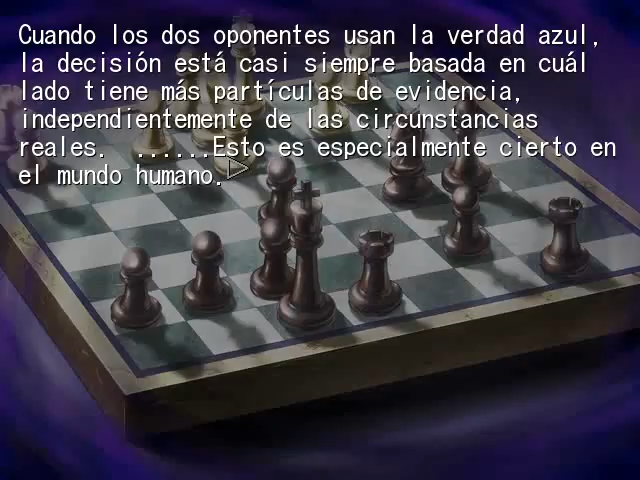 Cuando los dos oponentes usan la verdad azul,
la decisión está casi siempre basada en cuál
lado tiene más partículas de evidencia,
independientemente de las circunstancias
reales.  ......Esto es especialmente cierto en
el mundo humano.